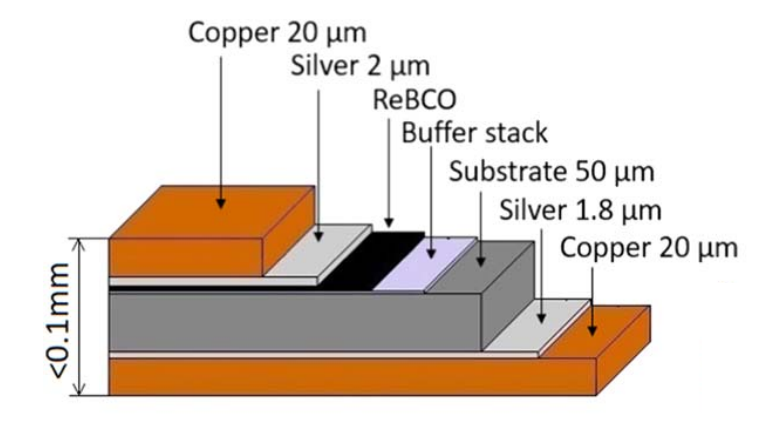 Copper 20 μm
Silver 2 μm
ReBCO
Buffer stack
Substrate 50 μm
Silver 1.8 μm
Copper 20 μm
<0.1mm